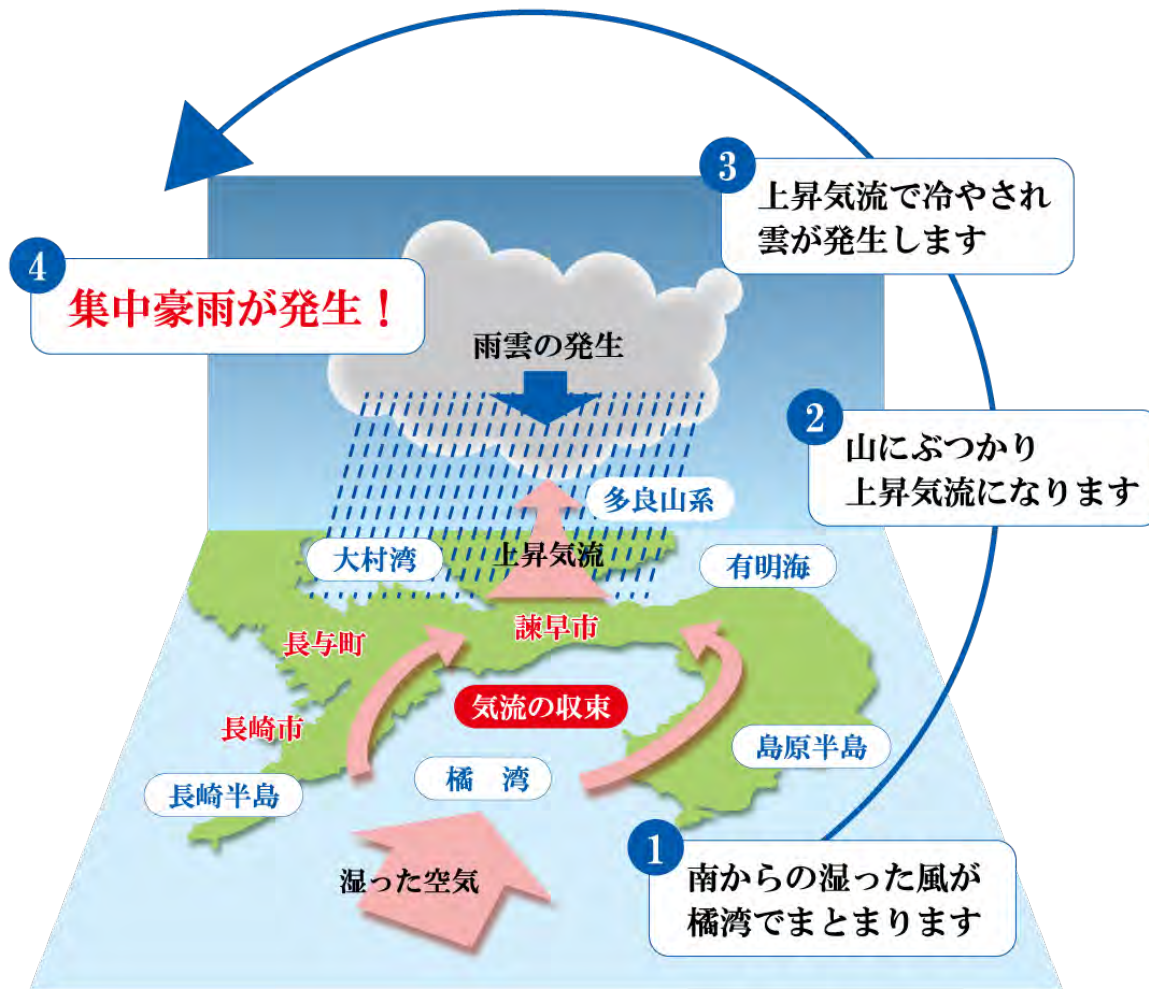 3
上昇気流で冷やされ
雲が発生します
4
集中豪雨が発生！
雨雲の発生
2
山にぶつかり
上昇気流になります
多良山系
大村湾
上昇気流
有明海
長与町
諫早市
気流の収束
長崎市
島原半島
橘 湾
長崎半島
湿った空気
1
南からの湿った風が
橘湾でまとまります